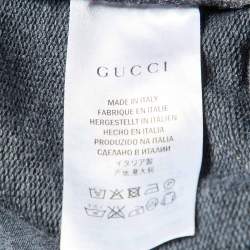 GUCCI
MADE IN ITALY
FABRIQUE EN ITALIE
HERGESTELLT IN ITALIEN
HECHO EN ITALIA
PRODUZIDO NA ITÁLIA
СДЕЛАНО В ИТАЛИИ
イタリア製
产地意大利